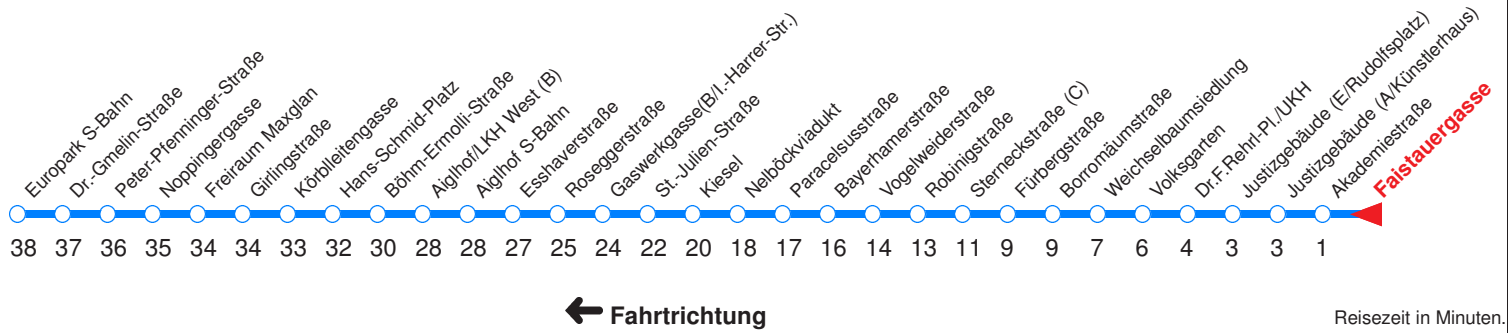 Europark S-Bahn
Dr.-Gmelin-Straße
Peter-Pfenninger-Straße
Noppingergasse
Freiraum Maxglan
Girlingstraße
Körblleitengasse
Hans-Schmid-Platz
Böhm-Ermolli-Straße
Aiglhof/LKH West (B)
Aiglhof S-Bahn
Esshaverstraße
Roseggerstraße
Gaswerkgasse(B/I.-Harrer-Str.)
St.-Julien-Straße
Kiesel
Nelböckviadukt
Paracelsusstraße
Bayerhamerstraße
Vogelweiderstraße
Robinigstraße
Sterneckstraße (C)
Fürbergstraße
Borromäumstraße
Weichselbaumsiedlung
Volksgarten
Dr.F.Rehrl-Pl./UKH
Justizgebäude (E/Rudolfsplatz)
Justizgebäude (A/Künstlerhaus)
Akademiestraße
Faistauergasse
38 37 36 35 34 34 33 32 30 28 28 27 25 24 22 20 18 17 16 14 13 11 9 9 7 6 4 3 3 1
Fahrtrichtung
Reisezeit in Minuten.